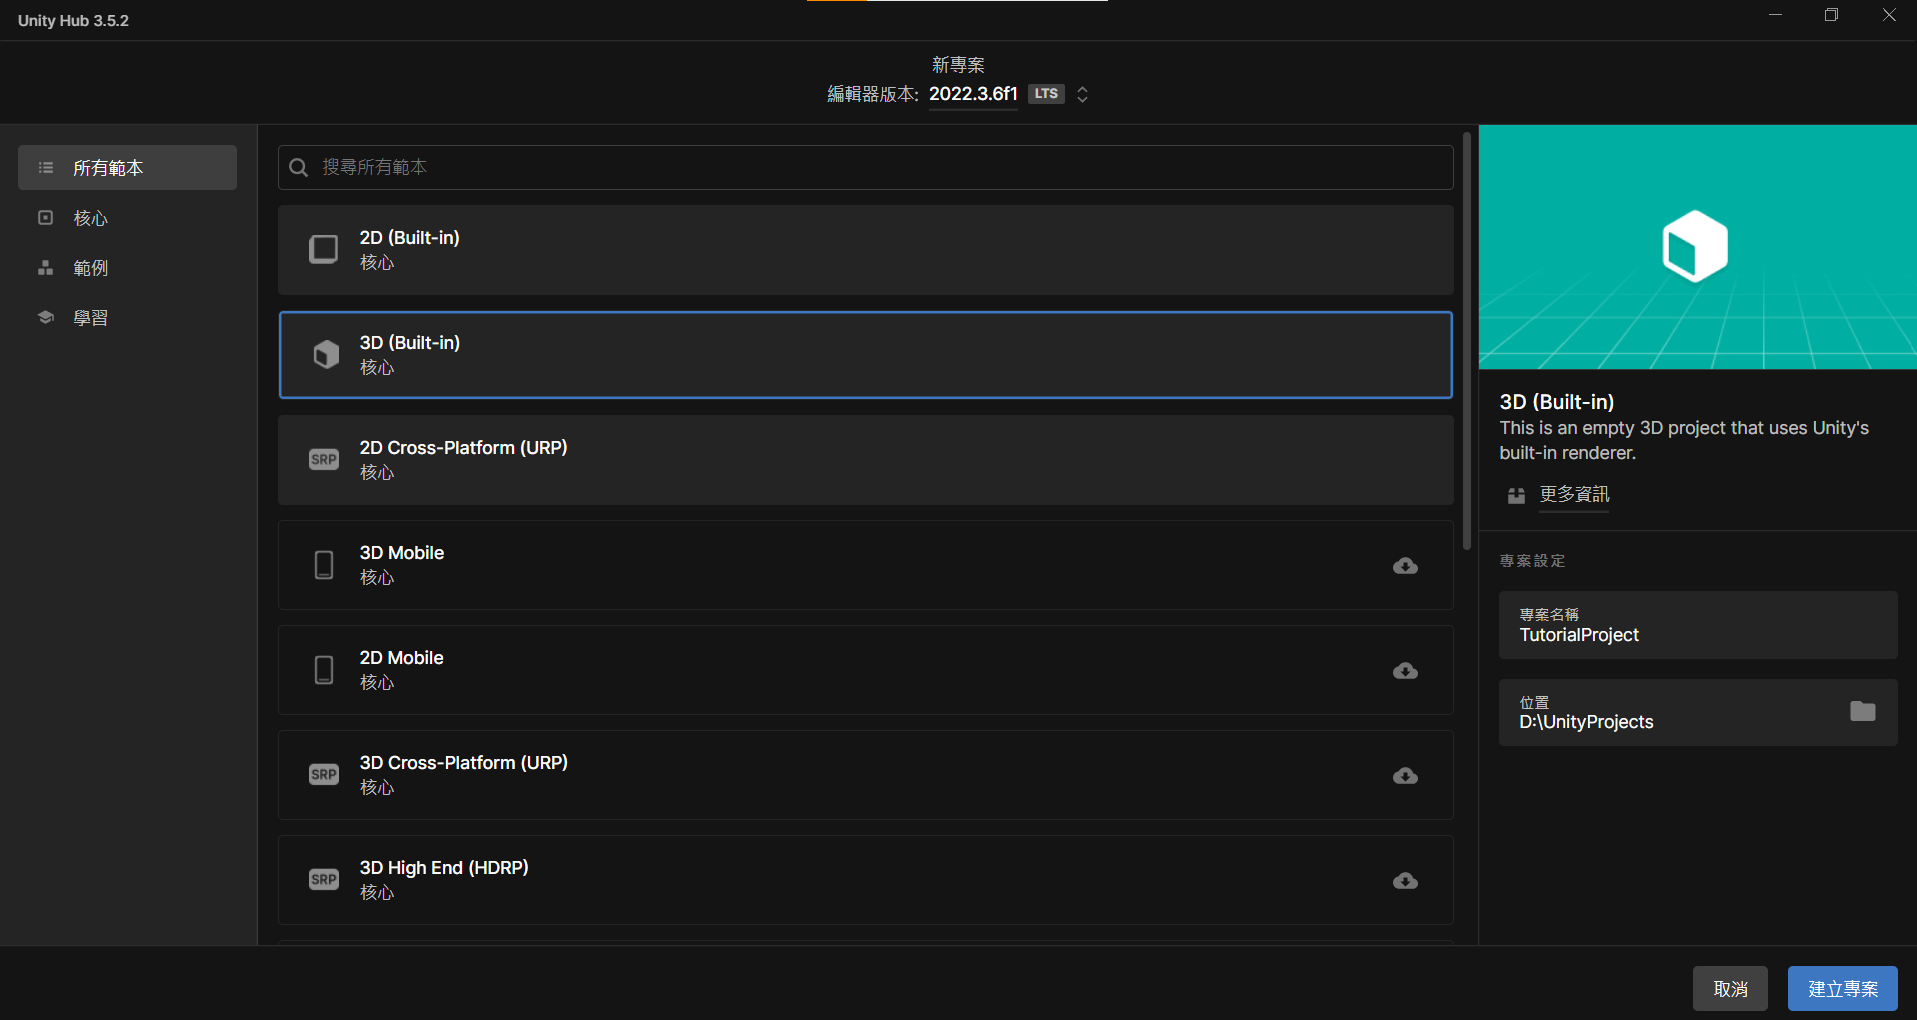 Unity Hub 3.5.2
新專案
編輯器版本: 2022.3.6f1 LTS
所有範本
核心
範例
學習
搜尋所有範本
2D (Built-in)
核心
3D (Built-in)
核心
2D Cross-Platform (URP)
核心
SRP
3D Mobile
核心
2D Mobile
核心
3D Cross-Platform (URP)
核心
SRP
3D High End (HDRP)
核心
SRP
3D (Built-in)
This is an empty 3D project that uses Unity's
built-in renderer.
更多資訊
專案設定
專案名稱
TutorialProject
位置
D:\UnityProjects
取消
建立專案